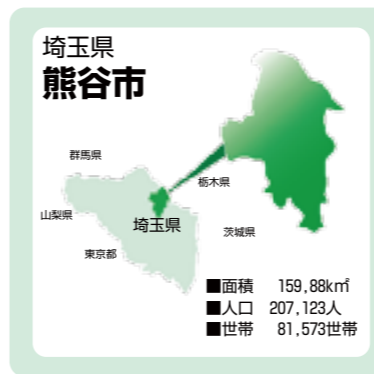 埼玉県
熊谷市
群馬県
栃木県
山梨県
埼玉県
茨城県
東京都
■面積 159,88k㎡
■人口 207,123人
■世帯 81,573世帯